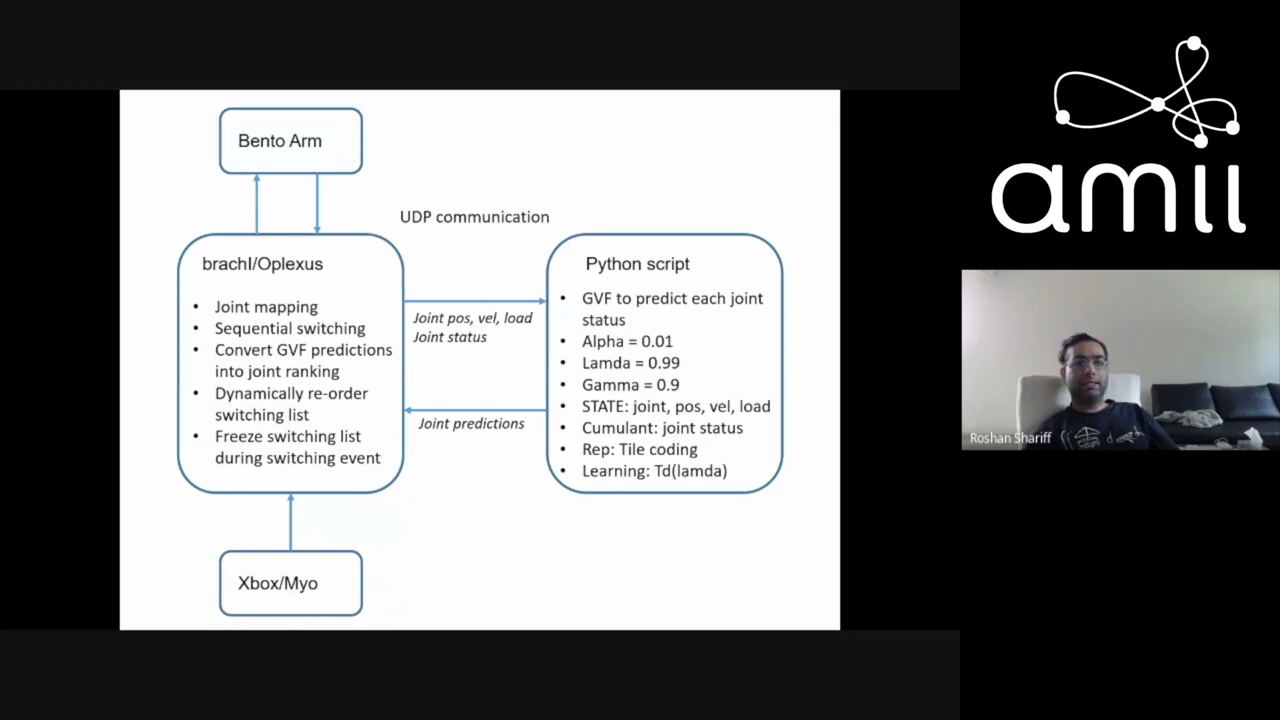 Bento Arm
UDP communication
brachI/Oplexus
• Joint mapping
• Sequential switching
• Convert GVF predictions
into joint ranking
• Dynamically re-order
switching list
• Freeze switching list
during switching event
Joint pos, vel, load
Joint status
Joint predictions
Python script
• GVF to predict each joint
status
• Alpha = 0.01
• Lamda = 0.99
• Gamma = 0.9
• STATE: joint, pos, vel, load
• Cumulant: joint status
• Rep: Tile coding
• Learning: Td(lamda)
Xbox/Myo
amii
Roshan Shariff